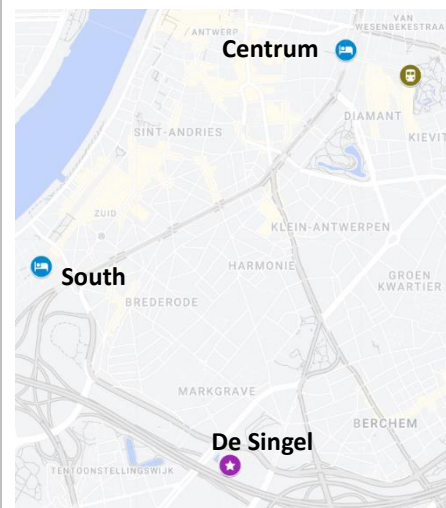 VAN
WESENBEKESTRAA
ANTWERP
Centrum
DIAMANT
SINT-ANDRIES
KIEVIT
ZUID
KLEIN-ANTWERPEN
HARMONIE
South
GROEN
KWARTIER
BREDERODE
MARKGRAVE
BERCHEM
De Singel
TENTOONSTELLINGSWIJK